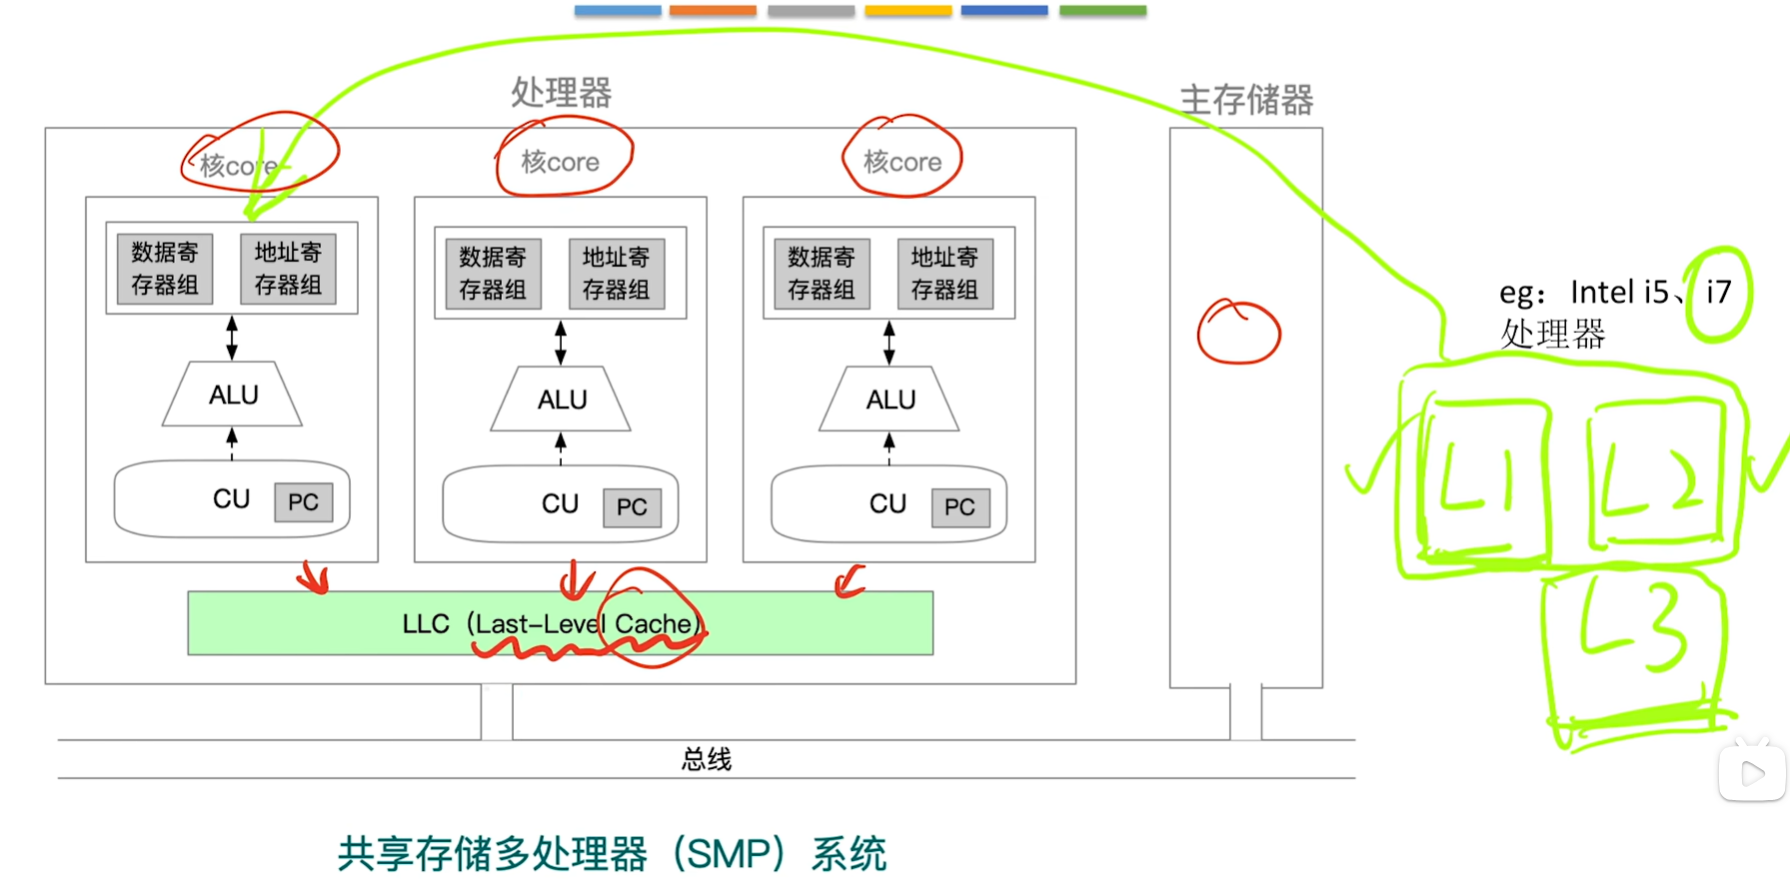 处理器
主存储器
核core
核core
核core
数据寄存器组
地址寄存器组
数据寄存器组
地址寄存器组
数据寄存器组
地址寄存器组
ALU
ALU
ALU
CU
PC
CU
PC
CU
PC
LLC（Last-Level Cache）
总线
共享存储多处理器（SMP）系统
eg： Intel i5、i7
处理器
L1
L2
L3